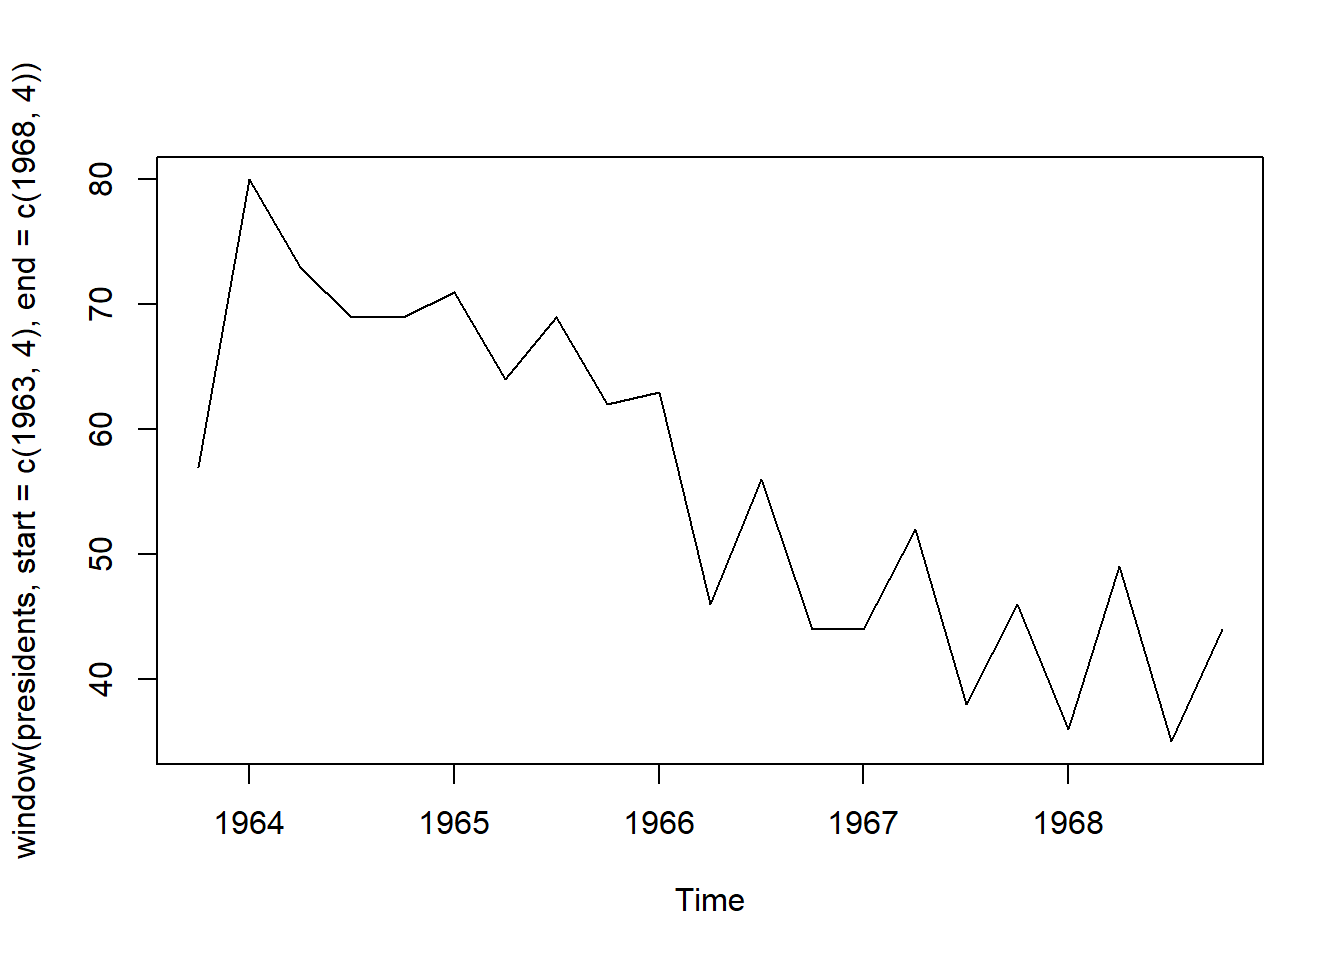 window(presidents, start = c(1963, 4), end = c(1968, 4))
80
70
60
50
40
1964 1965 1966 1967 1968
Time